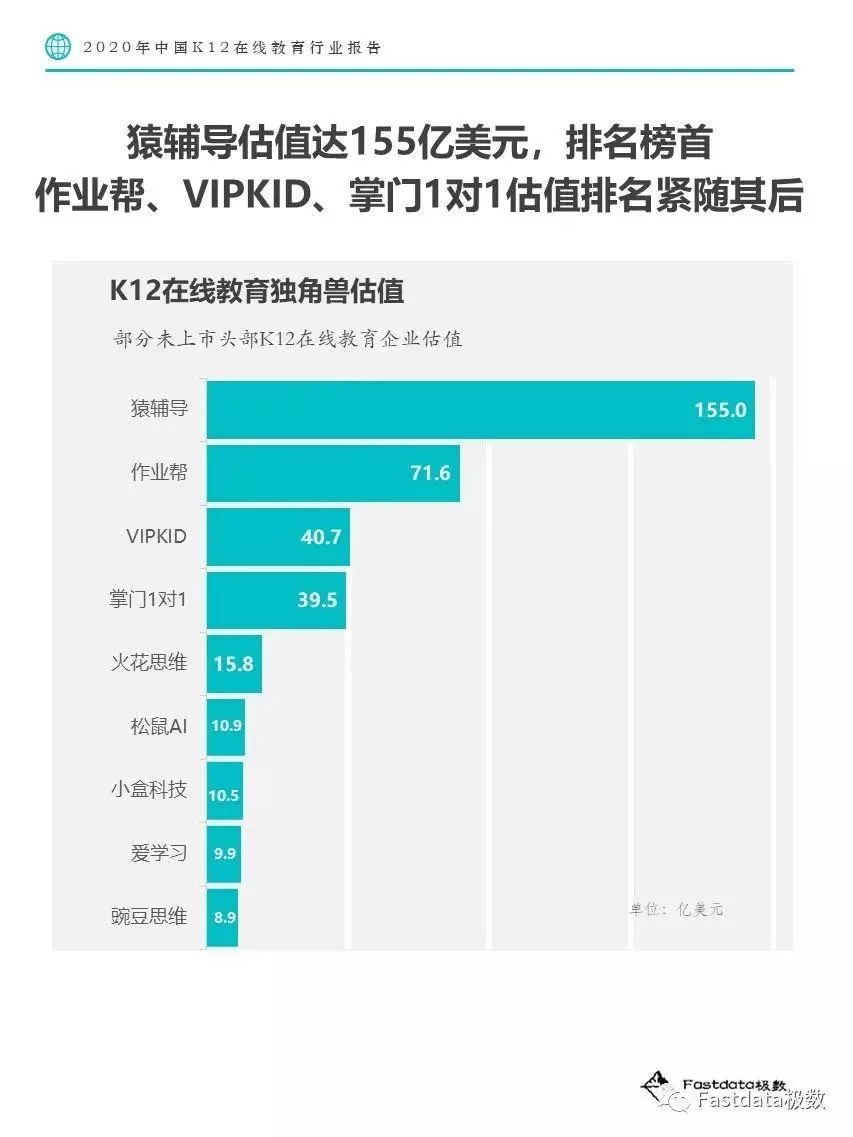 2020年中国K12在线教育行业报告
猿辅导估值达155亿美元，排名榜首
作业帮、VIPKID、掌门1对1估值排名紧随其后
K12在线教育独角兽估值
部分未上市头部K12在线教育企业估值
猿辅导 155.0
作业帮 71.6
VIPKID 40.7
掌门1对1 39.5
火花思维 15.8
松鼠AI 10.9
小盒科技 10.5
爱学习 9.9
豌豆思维 8.9
单位：亿美元
Fastdata极数
Fastdata极数